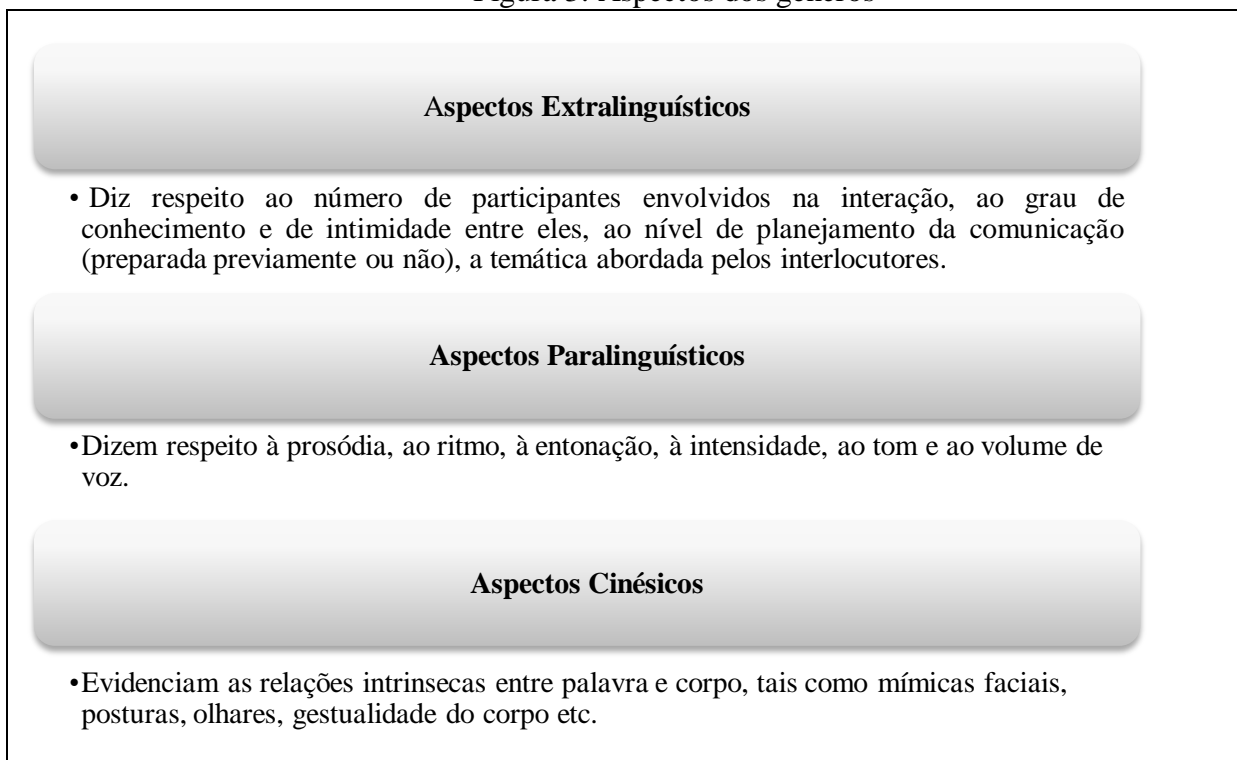 Figura 3: Aspectos dos gêneros
Aspectos Extralinguísticos
• Diz respeito ao número de participantes envolvidos na interação, ao grau de
conhecimento e de intimidade entre eles, ao nível de planejamento da comunicação
(preparada previamente ou não), a temática abordada pelos interlocutores.
Aspectos Paralinguísticos
•Dizem respeito à prosódia, ao ritmo, à entonação, à intensidade, ao tom e ao volume de
voz.
Aspectos Cinésicos
•Evidenciam as relações intrinsecas entre palavra e corpo, tais como mímicas faciais,
posturas, olhares, gestualidade do corpo etc.